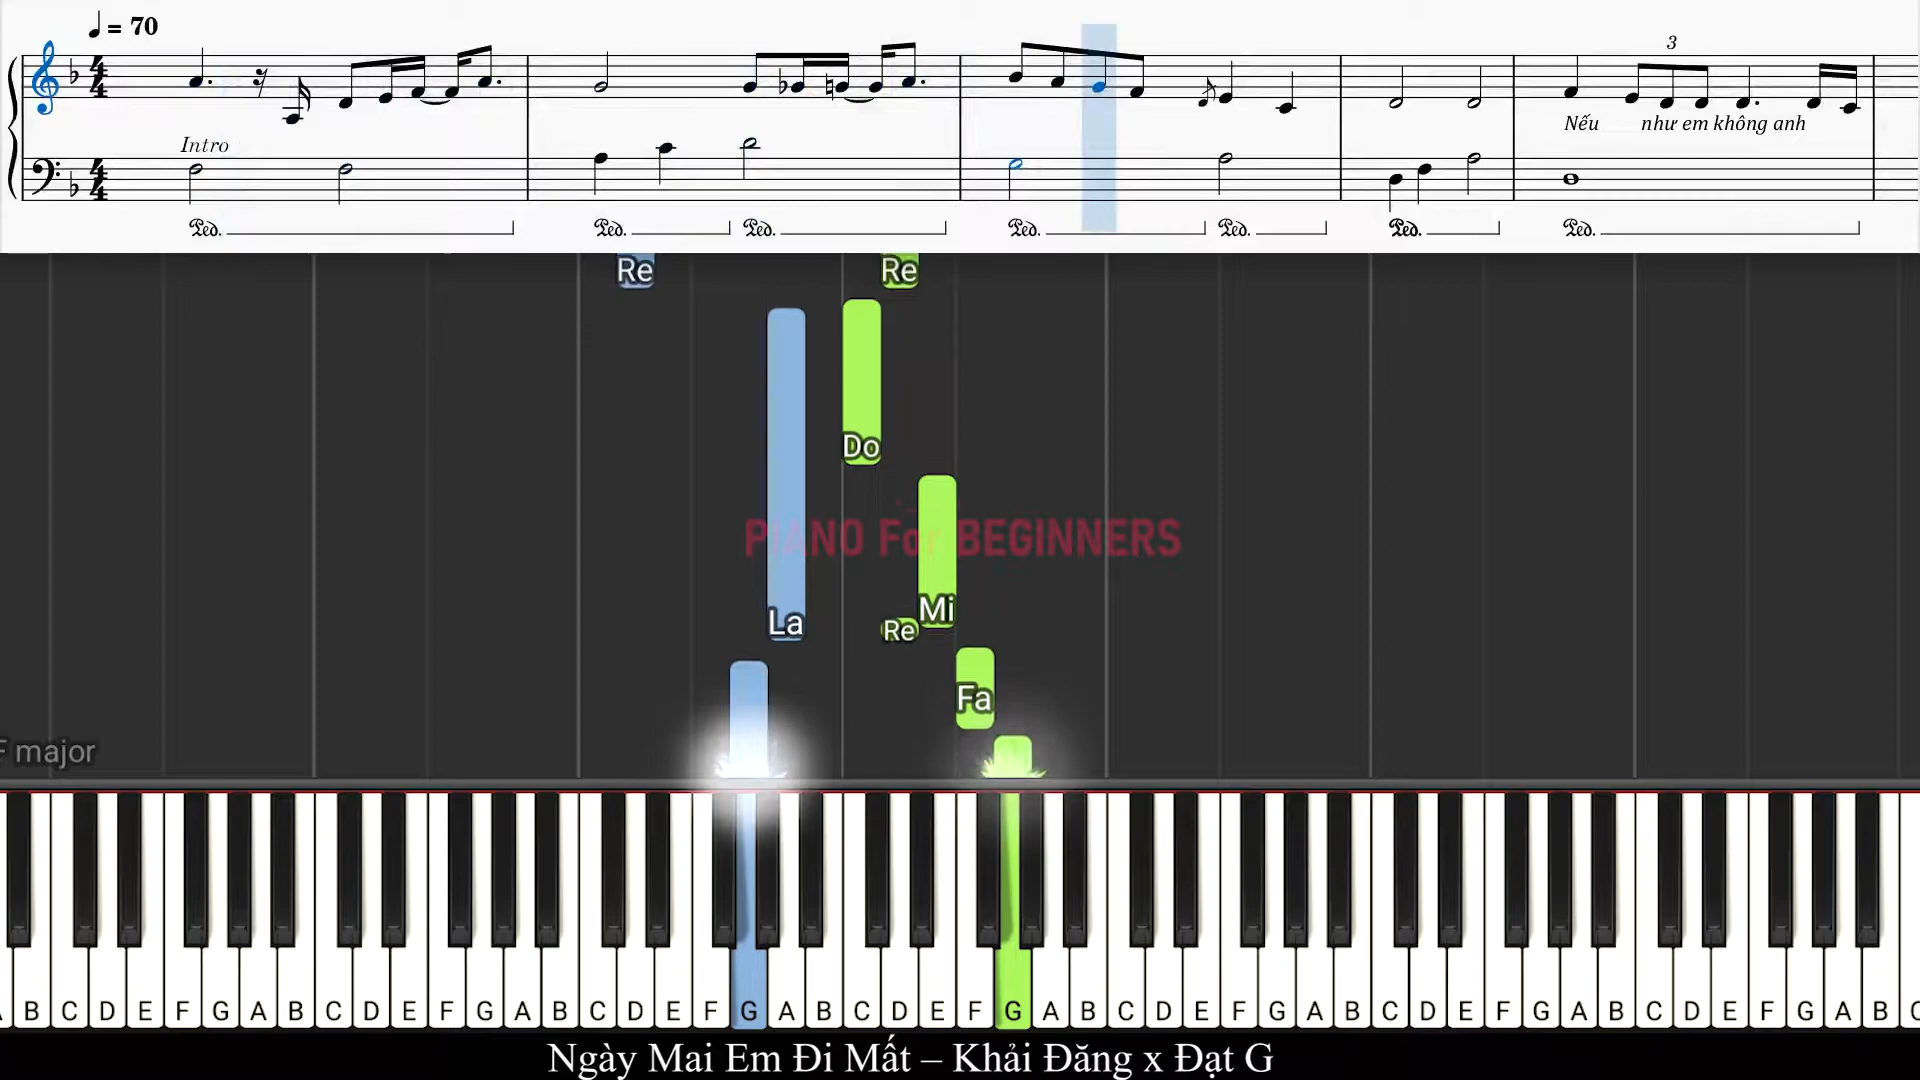 = 70
3
Intro
Nếu như em không anh
Ped. Ped. Ped. Ped. Ped. Ped. Ped.
Re Re
Do
PIANO For BEGINNERS
La Re Mi
Fa
F major
B C D E F G A B C D E F G A B C D E F G A B C D E F G A B C D E F G A B C D E F G A B C D E F G A B C
Ngày Mai Em Đi Mất – Khải Đăng x Đạt G